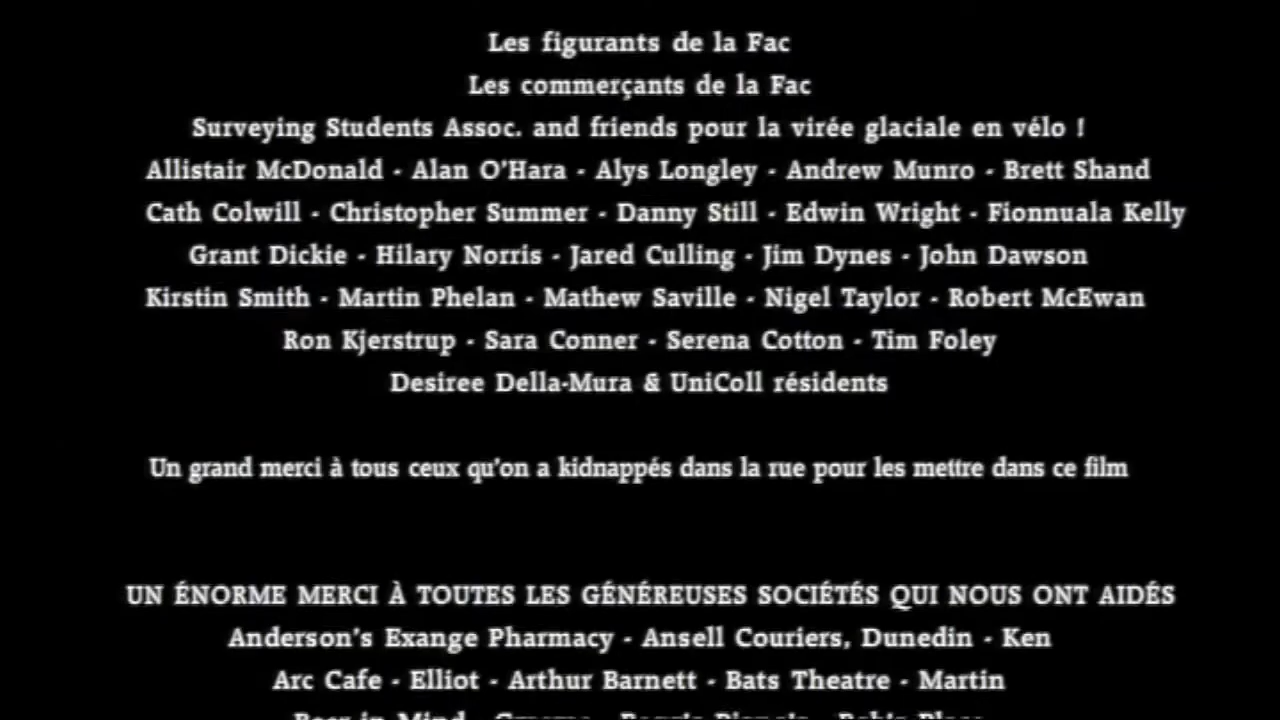 Les figurants de la Fac
Les commerçants de la Fac
Surveying Students Assoc. and friends pour la virée glaciale en vélo !
Allistair McDonald - Alan O'Hara - Alys Longley - Andrew Munro - Brett Shand
Cath Colwill - Christopher Summer - Danny Still - Edwin Wright - Fionnuala Kelly
Grant Dickie - Hilary Norris - Jared Culling - Jim Dynes - John Dawson
Kirstin Smith - Martin Phelan - Mathew Saville - Nigel Taylor - Robert McEwan
Ron Kjerstrup - Sara Conner - Serena Cotton - Tim Foley
Desiree Della-Mura & UniColl résidents
Un grand merci à tous ceux qu'on a kidnappés dans la rue pour les mettre dans ce film
UN ÉNORME MERCI À TOUTES LES GÉNÉREUSES SOCIÉTÉS QUI NOUS ONT AIDÉS
Anderson's Exange Pharmacy - Ansell Couriers, Dunedin - Ken
Arc Cafe - Elliot - Arthur Barnett - Bats Theatre - Martin